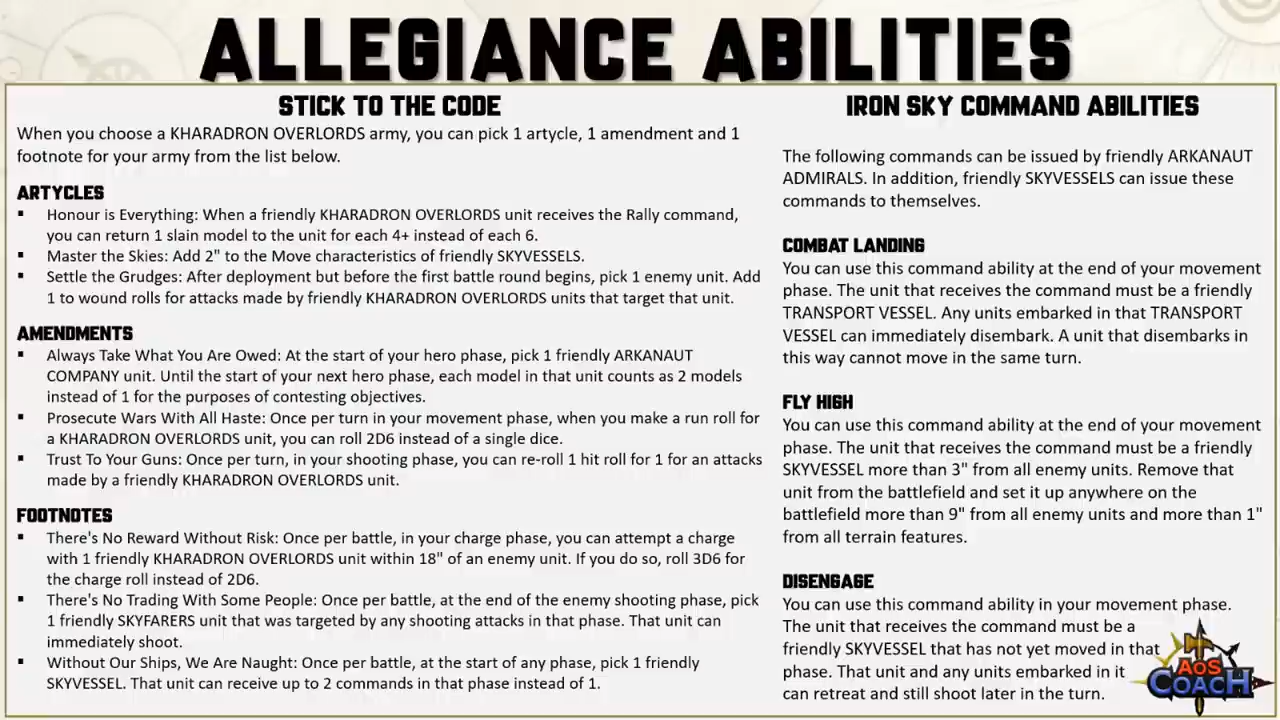 ALLEGIANCE ABILITIES
STICK TO THE CODE
When you choose a KHARADRON OVERLORDS army, you can pick 1 artycle, 1 amendment and 1
footnote for your army from the list below.
ARTYCLES
▪ Honour is Everything: When a friendly KHARADRON OVERLORDS unit receives the Rally command,
you can return 1 slain model to the unit for each 4+ instead of each 6.
▪ Master the Skies: Add 2" to the Move characteristics of friendly SKYVESSELS.
▪ Settle the Grudges: After deployment but before the first battle round begins, pick 1 enemy unit. Add
1 to wound rolls for attacks made by friendly KHARADRON OVERLORDS units that target that unit.
AMENDMENTS
▪ Always Take What You Are Owed: At the start of your hero phase, pick 1 friendly ARKANAUT
COMPANY unit. Until the start of your next hero phase, each model in that unit counts as 2 models
instead of 1 for the purposes of contesting objectives.
▪ Prosecute Wars With All Haste: Once per turn in your movement phase, when you make a run roll for
a KHARADRON OVERLORDS unit, you can roll 2D6 instead of a single dice.
▪ Trust To Your Guns: Once per turn, in your shooting phase, you can re-roll 1 hit roll for 1 for an attacks
made by a friendly KHARADRON OVERLORDS unit.
FOOTNOTES
▪ There's No Reward Without Risk: Once per battle, in your charge phase, you can attempt a charge
with 1 friendly KHARADRON OVERLORDS unit within 18" of an enemy unit. If you do so, roll 3D6 for
the charge roll instead of 2D6.
▪ There's No Trading With Some People: Once per battle, at the end of the enemy shooting phase, pick
1 friendly SKYFARERS unit that was targeted by any shooting attacks in that phase. That unit can
immediately shoot.
▪ Without Our Ships, We Are Naught: Once per battle, at the start of any phase, pick 1 friendly
SKYVESSEL. That unit can receive up to 2 commands in that phase instead of 1.
IRON SKY COMMAND ABILITIES
The following commands can be issued by friendly ARKANAUT
ADMIRALS. In addition, friendly SKYVESSELS can issue these
commands to themselves.
COMBAT LANDING
You can use this command ability at the end of your movement
phase. The unit that receives the command must be a friendly
TRANSPORT VESSEL. Any units embarked in that TRANSPORT
VESSEL can immediately disembark. A unit that disembarks in
this way cannot move in the same turn.
FLY HIGH
You can use this command ability at the end of your movement
phase. The unit that receives the command must be a friendly
SKYVESSEL more than 3" from all enemy units. Remove that
unit from the battlefield and set it up anywhere on the
battlefield more than 9" from all enemy units and more than 1"
from all terrain features.
DISENGAGE
You can use this command ability in your movement phase.
The unit that receives the command must be a
friendly SKYVESSEL that has not yet moved in that
phase. That unit and any units embarked in it
can retreat and still shoot later in the turn.
AoS
COACH